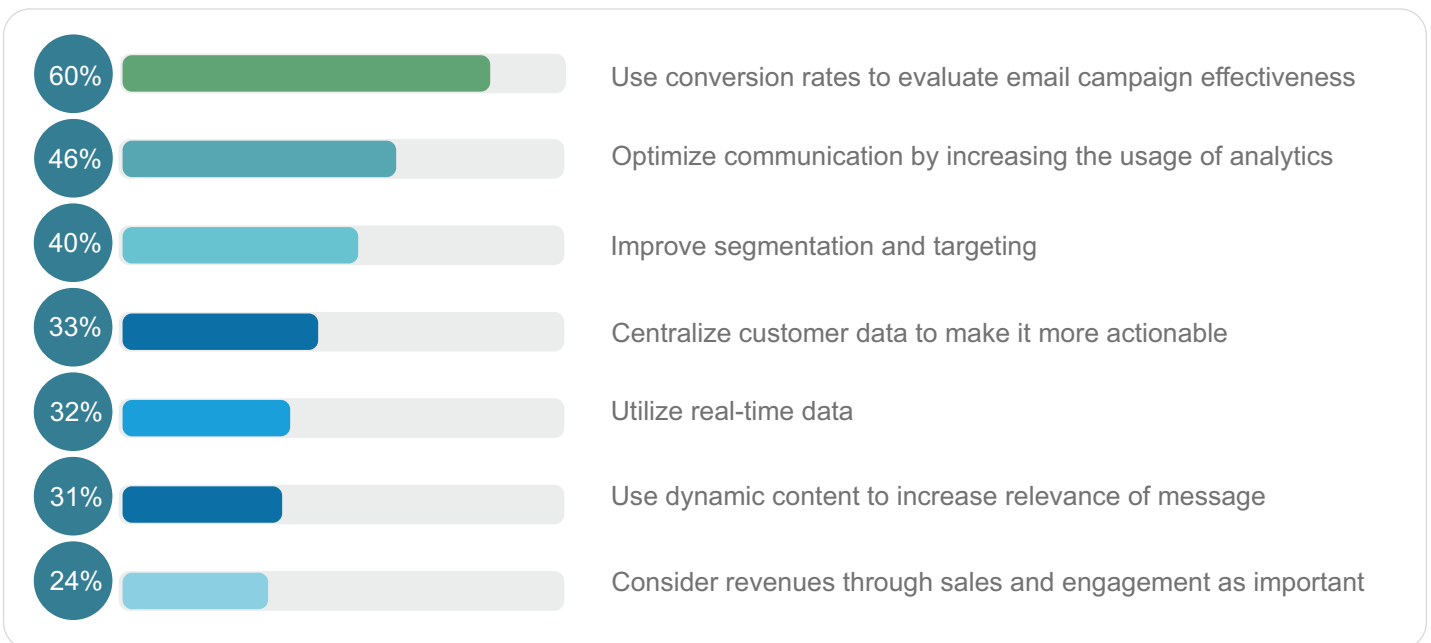 60% Use conversion rates to evaluate email campaign effectiveness
46% Optimize communication by increasing the usage of analytics
40% Improve segmentation and targeting
33% Centralize customer data to make it more actionable
32% Utilize real-time data
31% Use dynamic content to increase relevance of message
24% Consider revenues through sales and engagement as important